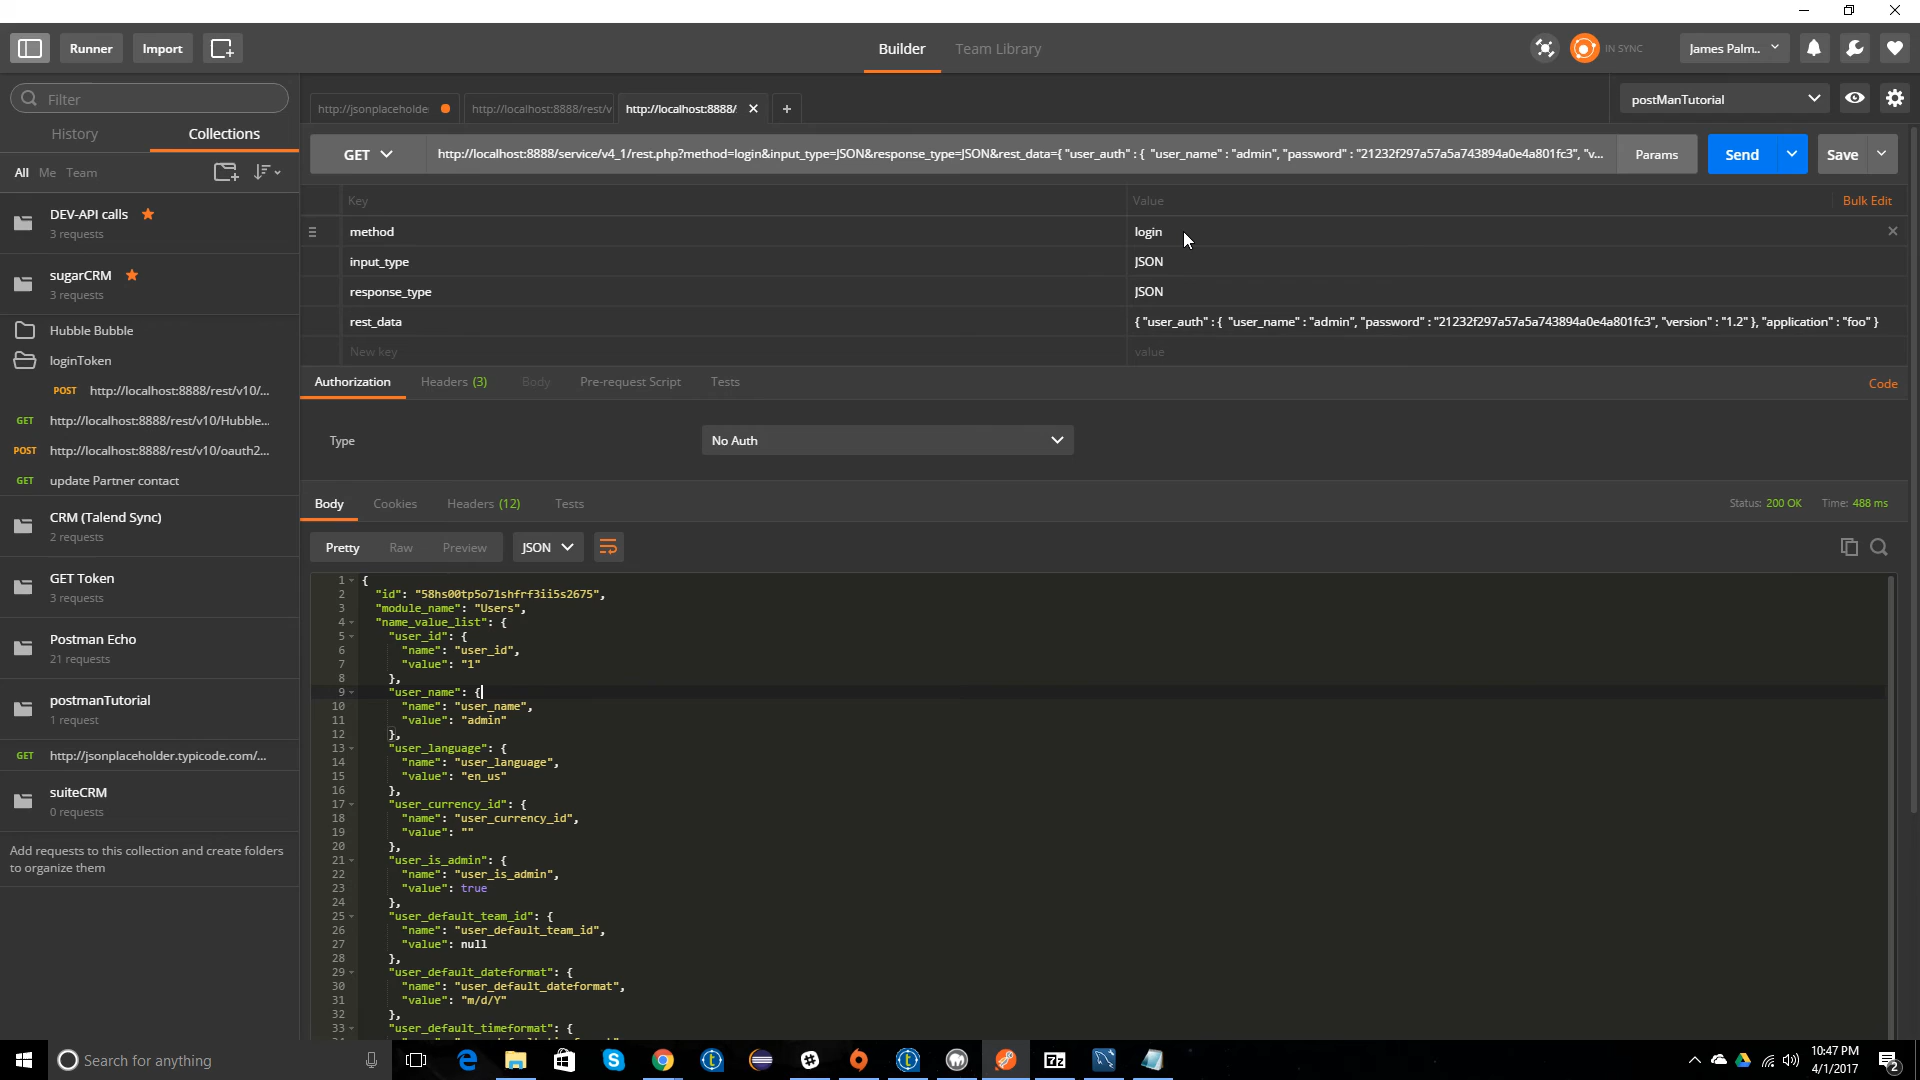 Runner
Import
Builder
Team Library
IN SYNC
James Palm..
Filter
History
Collections
All Me Team
DEV-API calls
3 requests
sugarCRM
3 requests
Hubble Bubble
loginToken
POST http://localhost:8888/rest/v10/...
GET http://localhost:8888/rest/v10/Hubble...
POST http://localhost:8888/rest/v10/oauth2...
GET update Partner contact
CRM (Talend Sync)
2 requests
GET Token
3 requests
Postman Echo
21 requests
postmanTutorial
1 request
GET http://jsonplaceholder.typicode.com/...
suiteCRM
0 requests
Add requests to this collection and create folders
to organize them
http://jsonplaceholde
http://localhost:8888/rest/v
http://localhost:8888/
postManTutorial
GET
http://localhost:8888/service/v4_1/rest.php?method=login&input_type=JSON&response_type=JSON&rest_data={ "user_auth" : { "user_name" : "admin", "password" : "21232f297a57a5a743894a0e4a801fc3", "v...
Params
Send
Save
Key Value Bulk Edit
method login
input_type JSON
response_type JSON
rest_data { "user_auth" : { "user_name" : "admin", "password" : "21232f297a57a5a743894a0e4a801fc3", "version" : "1.2" }, "application" : "foo" }
New key value
Authorization Headers (3) Body Pre-request Script Tests Code
Type No Auth
Body Cookies Headers (12) Tests Status: 200 OK Time: 488 ms
Pretty Raw Preview JSON
1 {
2 "id": "58hs00tp5o71shfrf3ii5s2675",
3 "module_name": "Users",
4 "name_value_list": {
5 "user_id": {
6 "name": "user_id",
7 "value": "1"
8 },
9 "user_name": {
10 "name": "user_name",
11 "value": "admin"
12 },
13 "user_language": {
14 "name": "user_language",
15 "value": "en_us"
16 },
17 "user_currency_id": {
18 "name": "user_currency_id",
19 "value": ""
20 },
21 "user_is_admin": {
22 "name": "user_is_admin",
23 "value": true
24 },
25 "user_default_team_id": {
26 "name": "user_default_team_id",
27 "value": null
28 },
29 "user_default_dateformat": {
30 "name": "user_default_dateformat",
31 "value": "m/d/Y"
32 },
33 "user_default_timeformat": {
Search for anything
7z
10:47 PM
4/1/2017
2